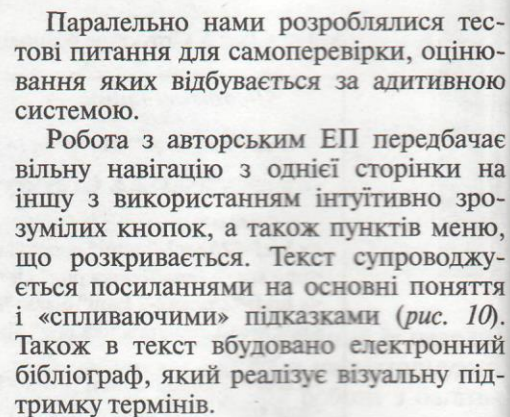 Паралельно нами розроблялися тес-
тові питання для самоперевірки, оціню-
вання яких відбувається за адитивною
системою.
Робота з авторським ЕП передбачає
вільну навігацію з однієї сторінки на
іншу з використанням інтуїтивно зро-
зумілих кнопок, а також пунктів меню,
що розкривається. Текст супроводжу-
ється посиланнями на основні поняття
і «спливаючими» підказками (рис. 10).
Також в текст вбудовано електронний
бібліограф, який реалізує візуальну під-
тримку термінів.